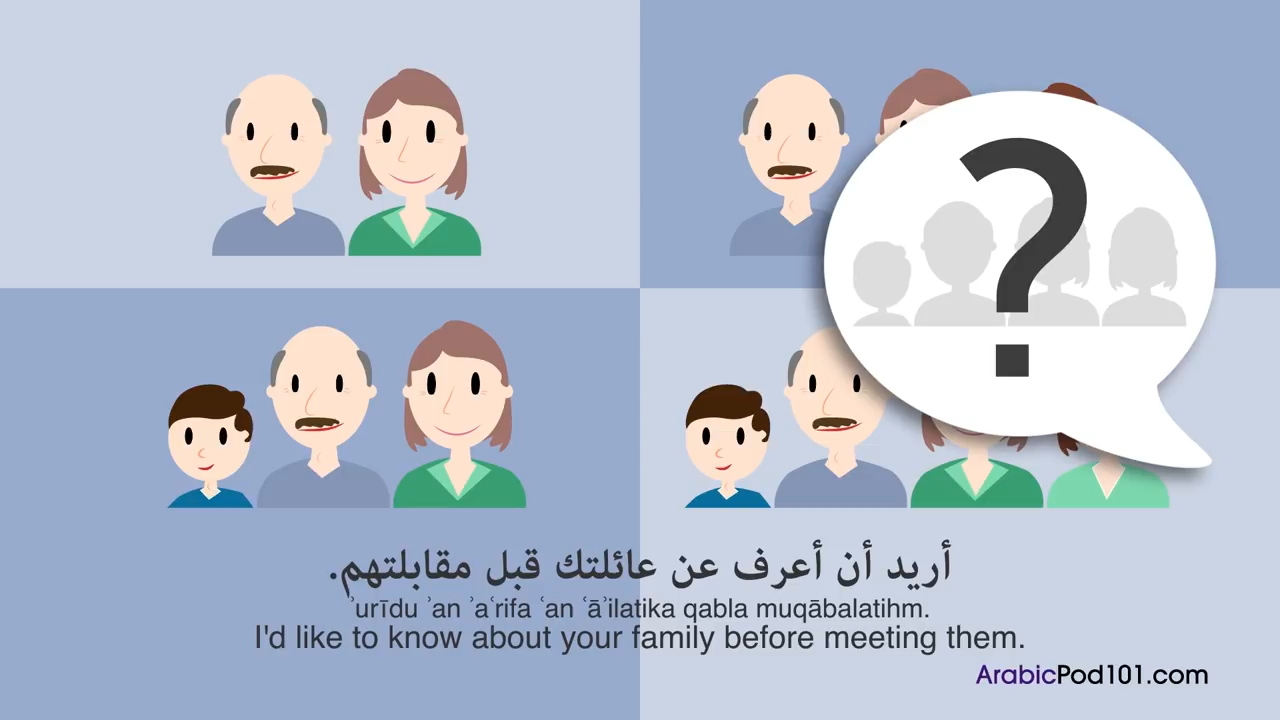 ?
أريد أن أعرف عن عائلتك قبل مقابلتهم.
ʾurīdu ʾan ʾaʿrifa ʿan ʿāʾilatika qabla muqābalatihm.
I'd like to know about your family before meeting them.
ArabicPod101.com